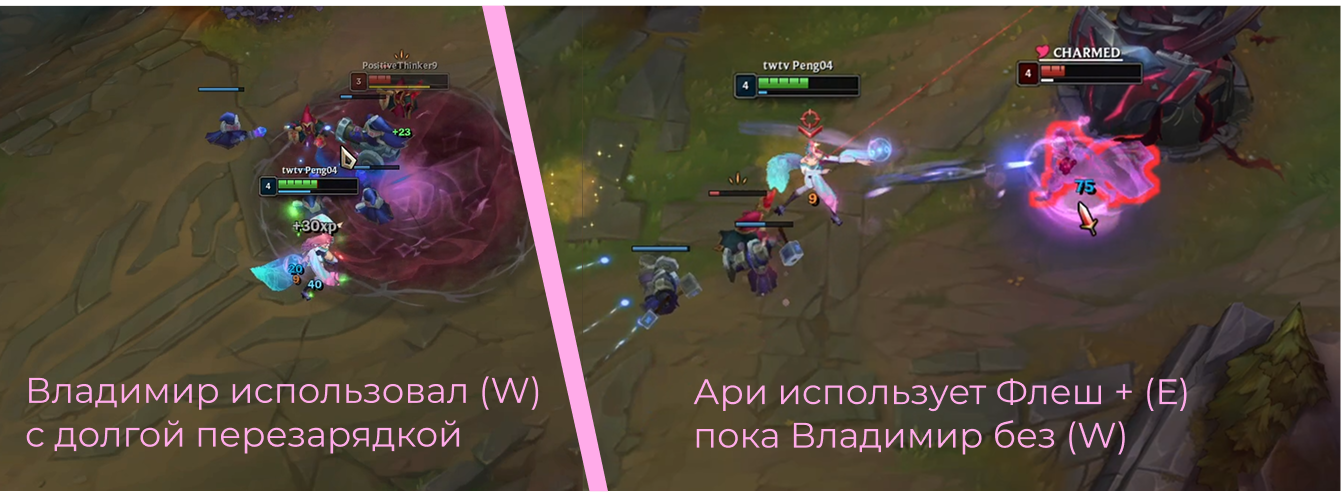 PositiveThinker9
3
+23
twtv Peng04
4
+30xp
20
9
40
Владимир использовал (W)
с долгой перезарядкой
twtv Peng04
4
CHARMED
4
9
75
Ари использует Флеш + (E)
пока Владимир без (W)